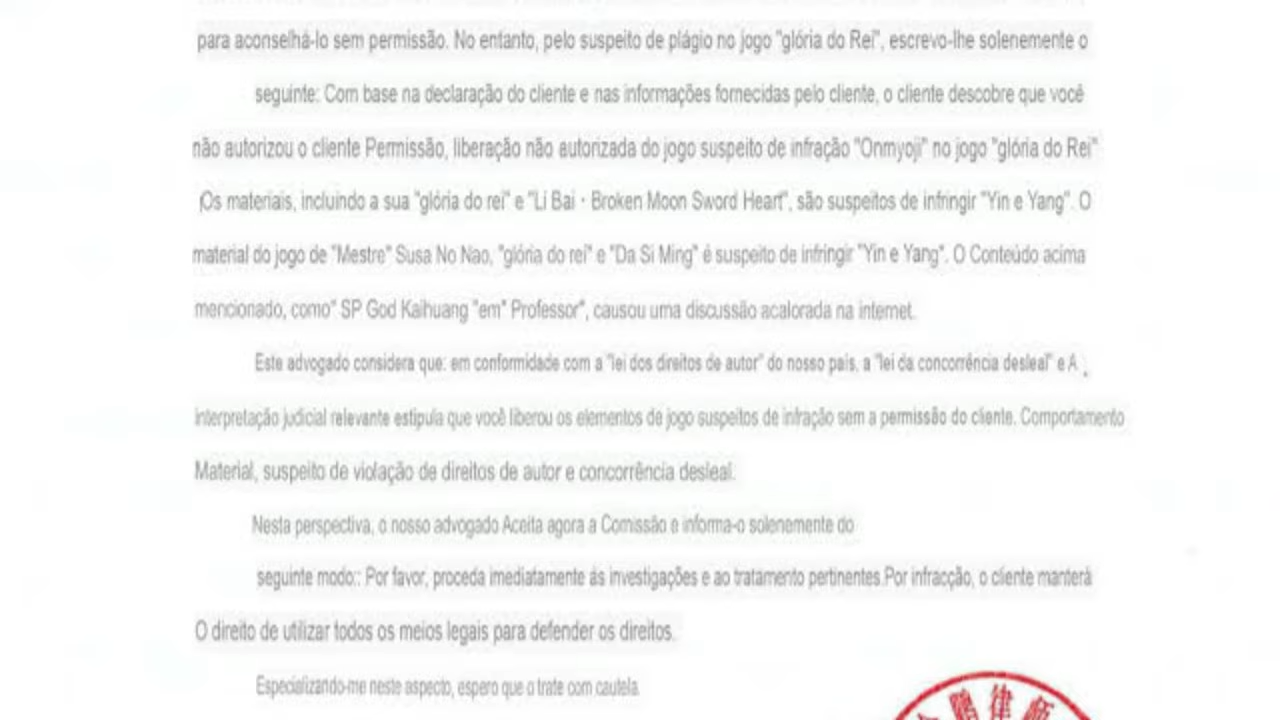 para aconselhá-lo sem permissão. No entanto, pelo suspeito de plágio no jogo "glória do Rei", escrevo-lhe solenemente o
seguinte: Com base na declaração do cliente e nas informações fornecidas pelo cliente, o cliente descobre que você
não autorizou o cliente Permissão, liberação não autorizada do jogo suspeito de infração "Onmyoji" no jogo "glória do Rei"
Os materiais, incluindo a sua "glória do rei" e "Li Bai · Broken Moon Sword Heart", são suspeitos de infringir "Yin e Yang". O
material do jogo de "Mestre" Susa No Nao, "glória do rei" e "Da Si Ming" é suspeito de infringir "Yin e Yang". O Conteúdo acima
mencionado, como" SP God Kaihuang "em" Professor", causou uma discussão acalorada na internet.
Este advogado considera que: em conformidade com a "lei dos direitos de autor" do nosso país, a "lei da concorrência desleal" e A
interpretação judicial relevante estipula que você liberou os elementos de jogo suspeitos de infração sem a permissão do cliente. Comportamento
Material, suspeito de violação de direitos de autor e concorrência desleal.
Nesta perspectiva, o nosso advogado Aceita agora a Comissão e informa-o solenemente do
seguinte modo:: Por favor, proceda imediatamente às investigações e ao tratamento pertinentes.Por infracção, o cliente manterá
O direito de utilizar todos os meios legais para defender os direitos.
Especializando-me neste aspecto, espero que o trate com cautela.
鹏律师